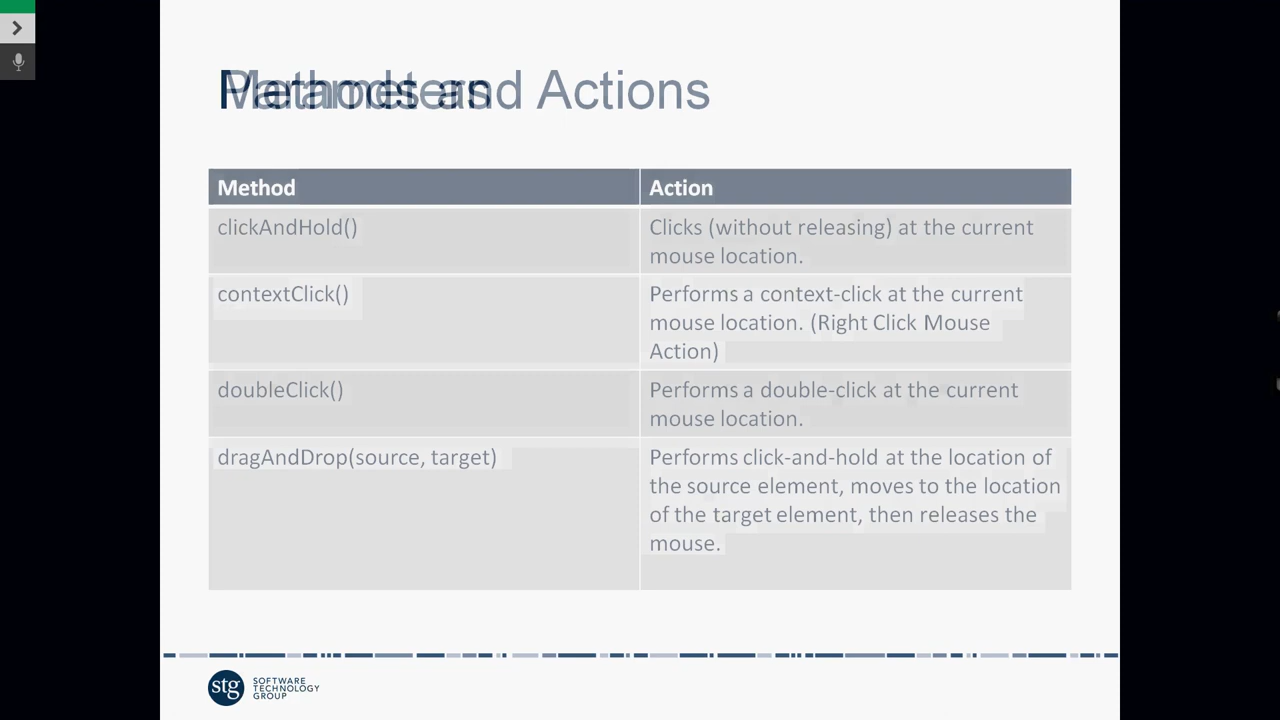 Methods and Actions
Parameters
Method
Action
clickAndHold()
Clicks (without releasing) at the current
mouse location.
contextClick()
Performs a context-click at the current
mouse location. (Right Click Mouse
Action)
doubleClick()
Performs a double-click at the current
mouse location.
dragAndDrop(source, target)
Performs click-and-hold at the location of
the source element, moves to the location
of the target element, then releases the
mouse.
stg
SOFTWARE
TECHNOLOGY
GROUP